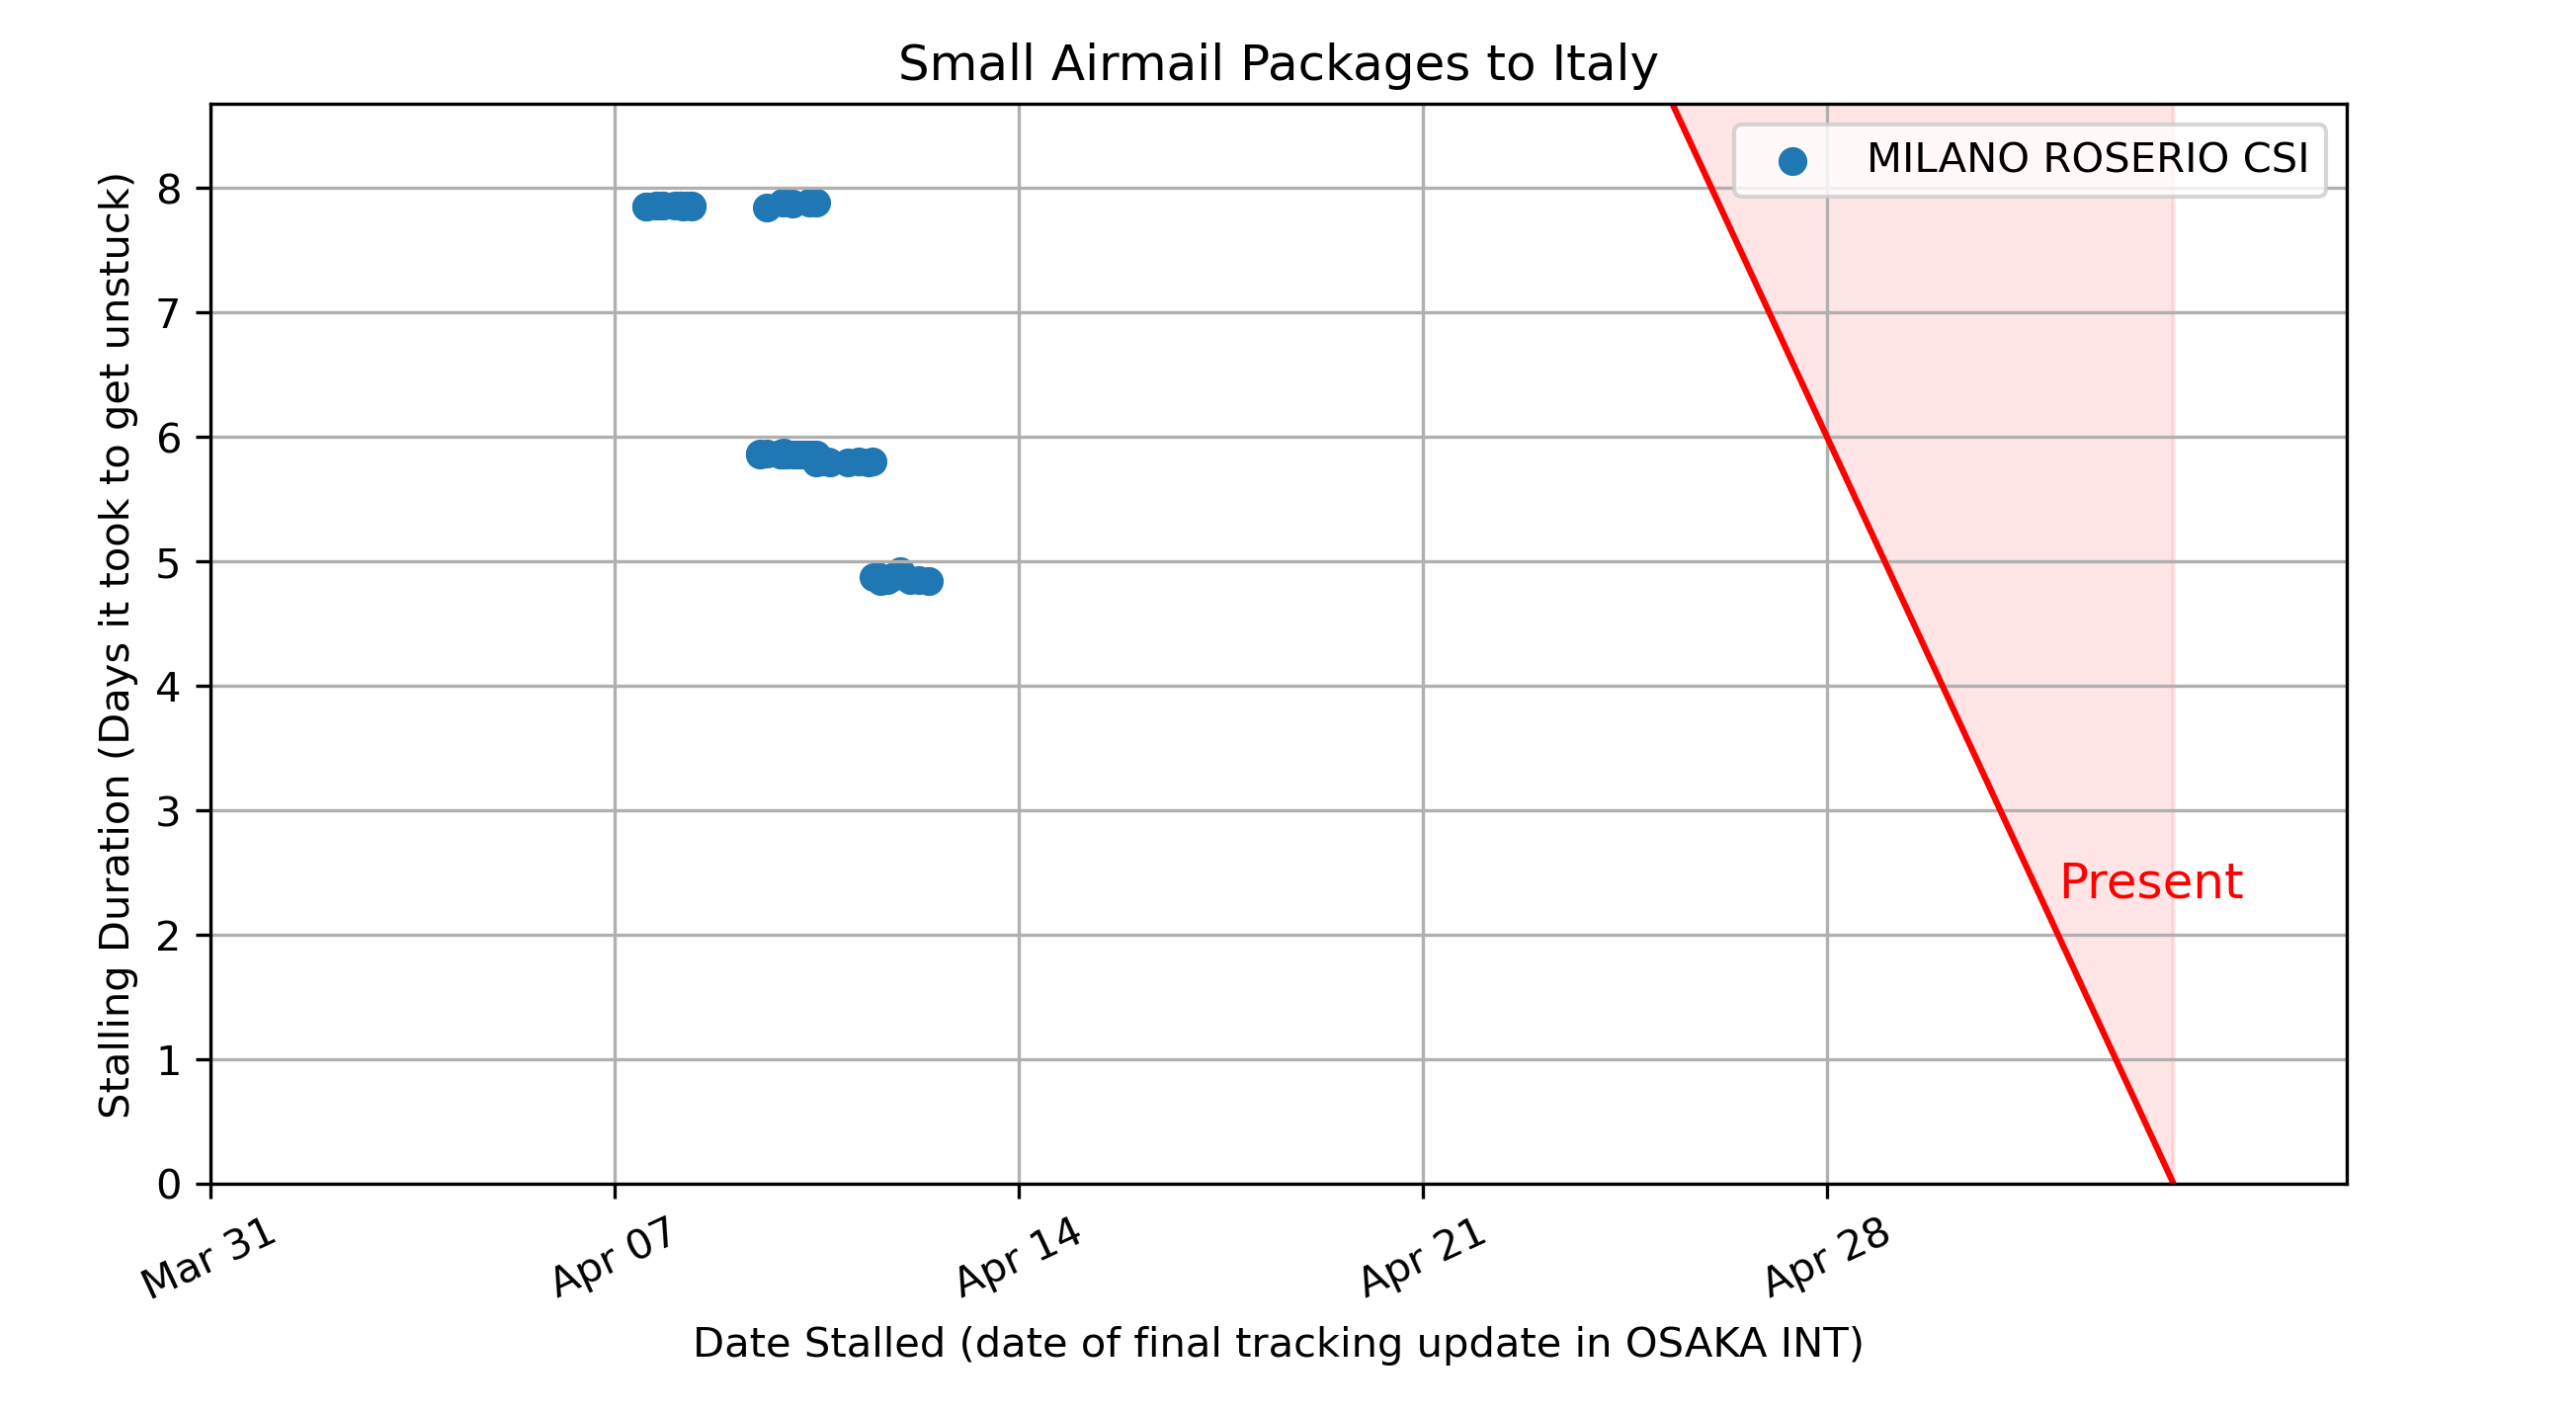 Small Airmail Packages to Italy
MILANO ROSERIO CSI
Stalling Duration (Days it took to get unstuck)
8
7
6
5
4
3
2
1
0
Present
Mar 31
Apr 07
Apr 14
Apr 21
Apr 28
Date Stalled (date of final tracking update in OSAKA INT)